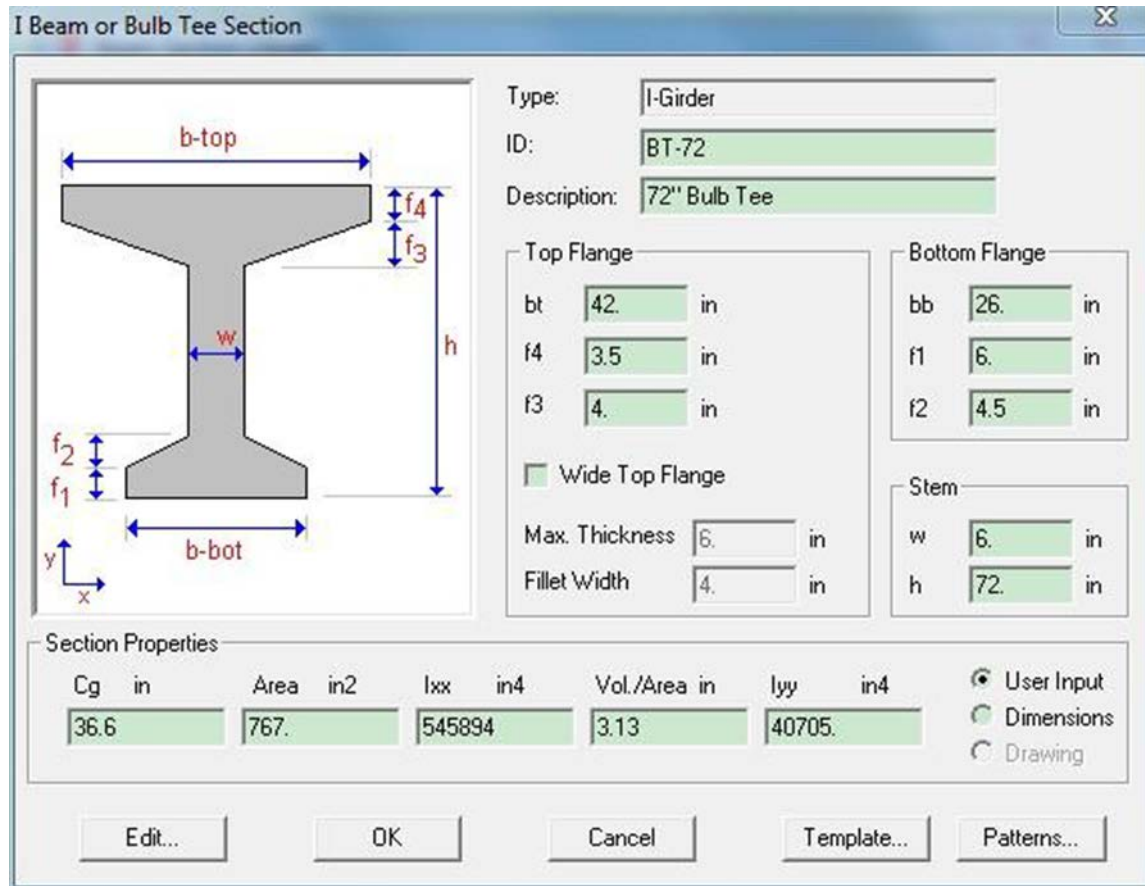 I Beam or Bulb Tee Section
b-top
f4
f3
w
h
f2
f1
b-bot
y
x
Type: I-Girder
ID: BT-72
Description: 72" Bulb Tee
Top Flange
bt 42. in
f4 3.5 in
f3 4. in
Wide Top Flange
Max. Thickness 6. in
Fillet Width 4. in
Bottom Flange
bb 26. in
f1 6. in
f2 4.5 in
Stem
w 6. in
h 72. in
Section Properties
Cg in Area in2 Ixx in4 Vol./Area in Iyy in4
36.6 767. 545894 3.13 40705.
User Input
Dimensions
Drawing
Edit... OK Cancel Template... Patterns...